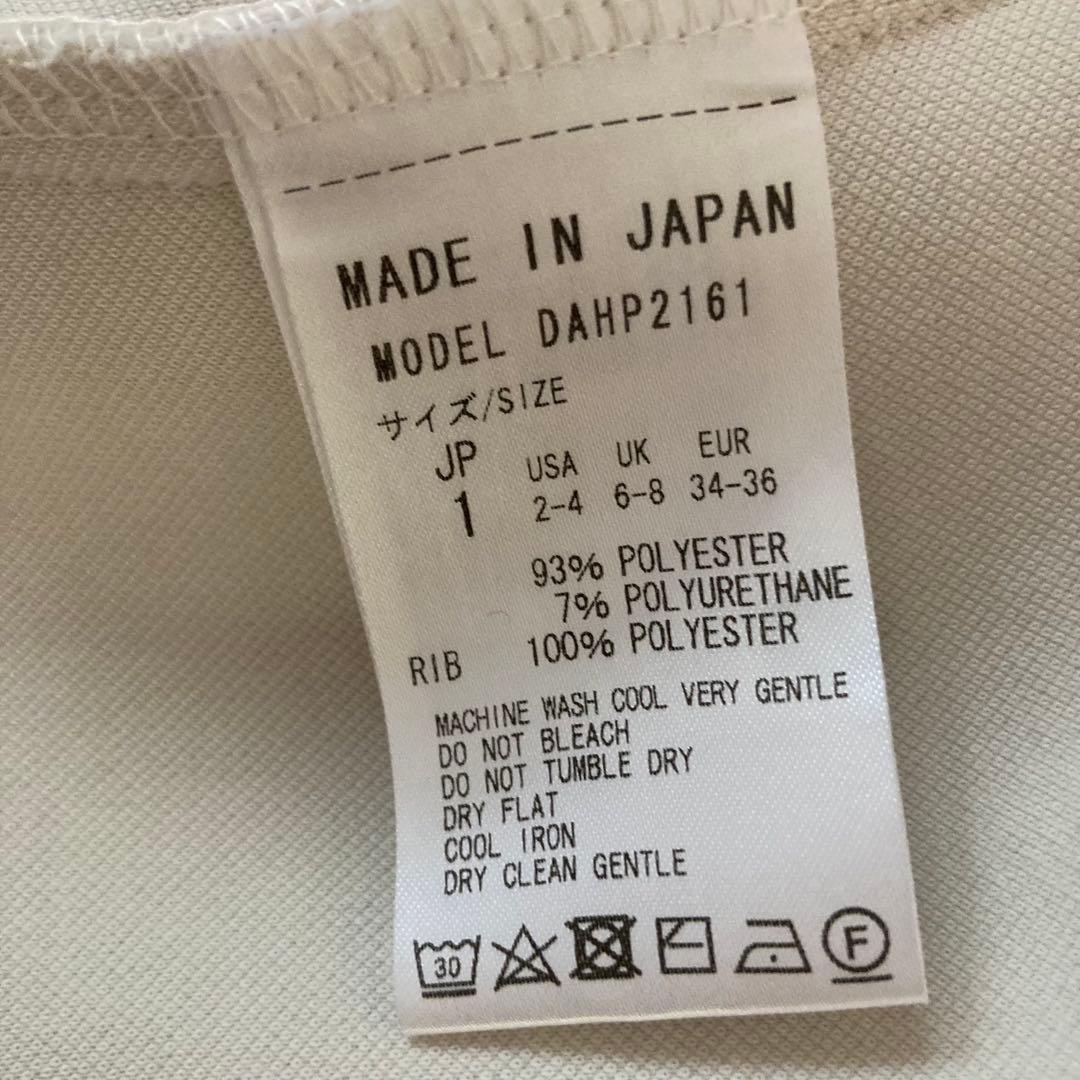 MADE IN JAPAN
MODEL DAHP2161
サイズ/SIZE
JP USA UK EUR
1 2-4 6-8 34-36
93% POLYESTER
7% POLYURETHANE
RIB 100% POLYESTER
MACHINE WASH COOL VERY GENTLE
DO NOT BLEACH
DO NOT TUMBLE DRY
DRY FLAT
COOL IRON
DRY CLEAN GENTLE
30 F